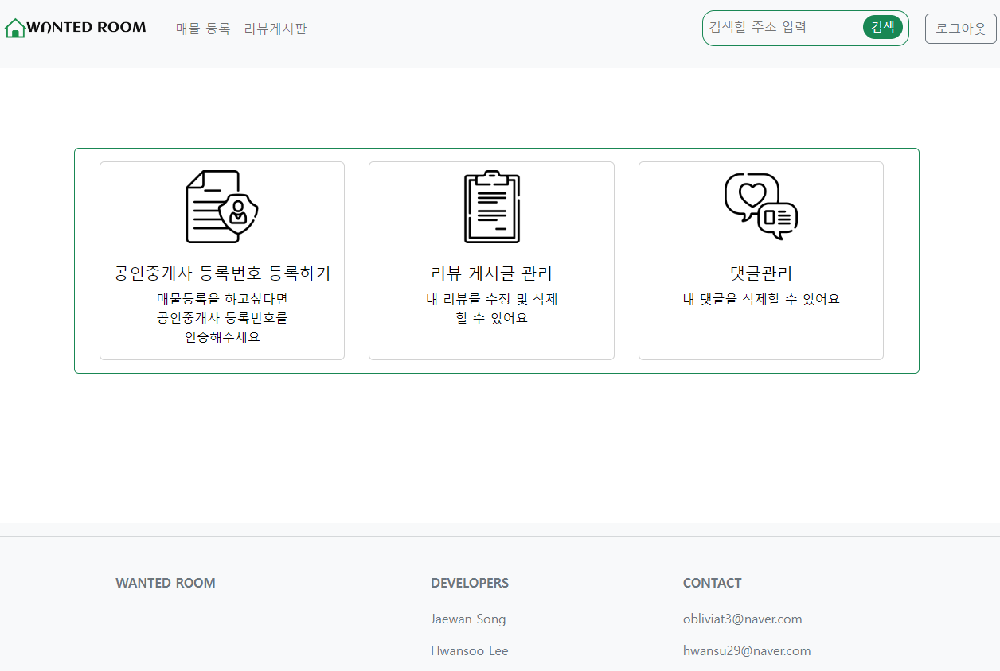 WANTED ROOM
매물 등록 리뷰게시판
검색할 주소 입력 검색 로그아웃
공인중개사 등록번호 등록하기
매물등록을 하고싶다면
공인중개사 등록번호를
인증해주세요
리뷰 게시글 관리
내 리뷰를 수정 및 삭제
할 수 있어요
댓글관리
내 댓글을 삭제할 수 있어요
WANTED ROOM
DEVELOPERS
Jaewan Song
Hwansoo Lee
CONTACT
obliviat3@naver.com
hwansu29@naver.com